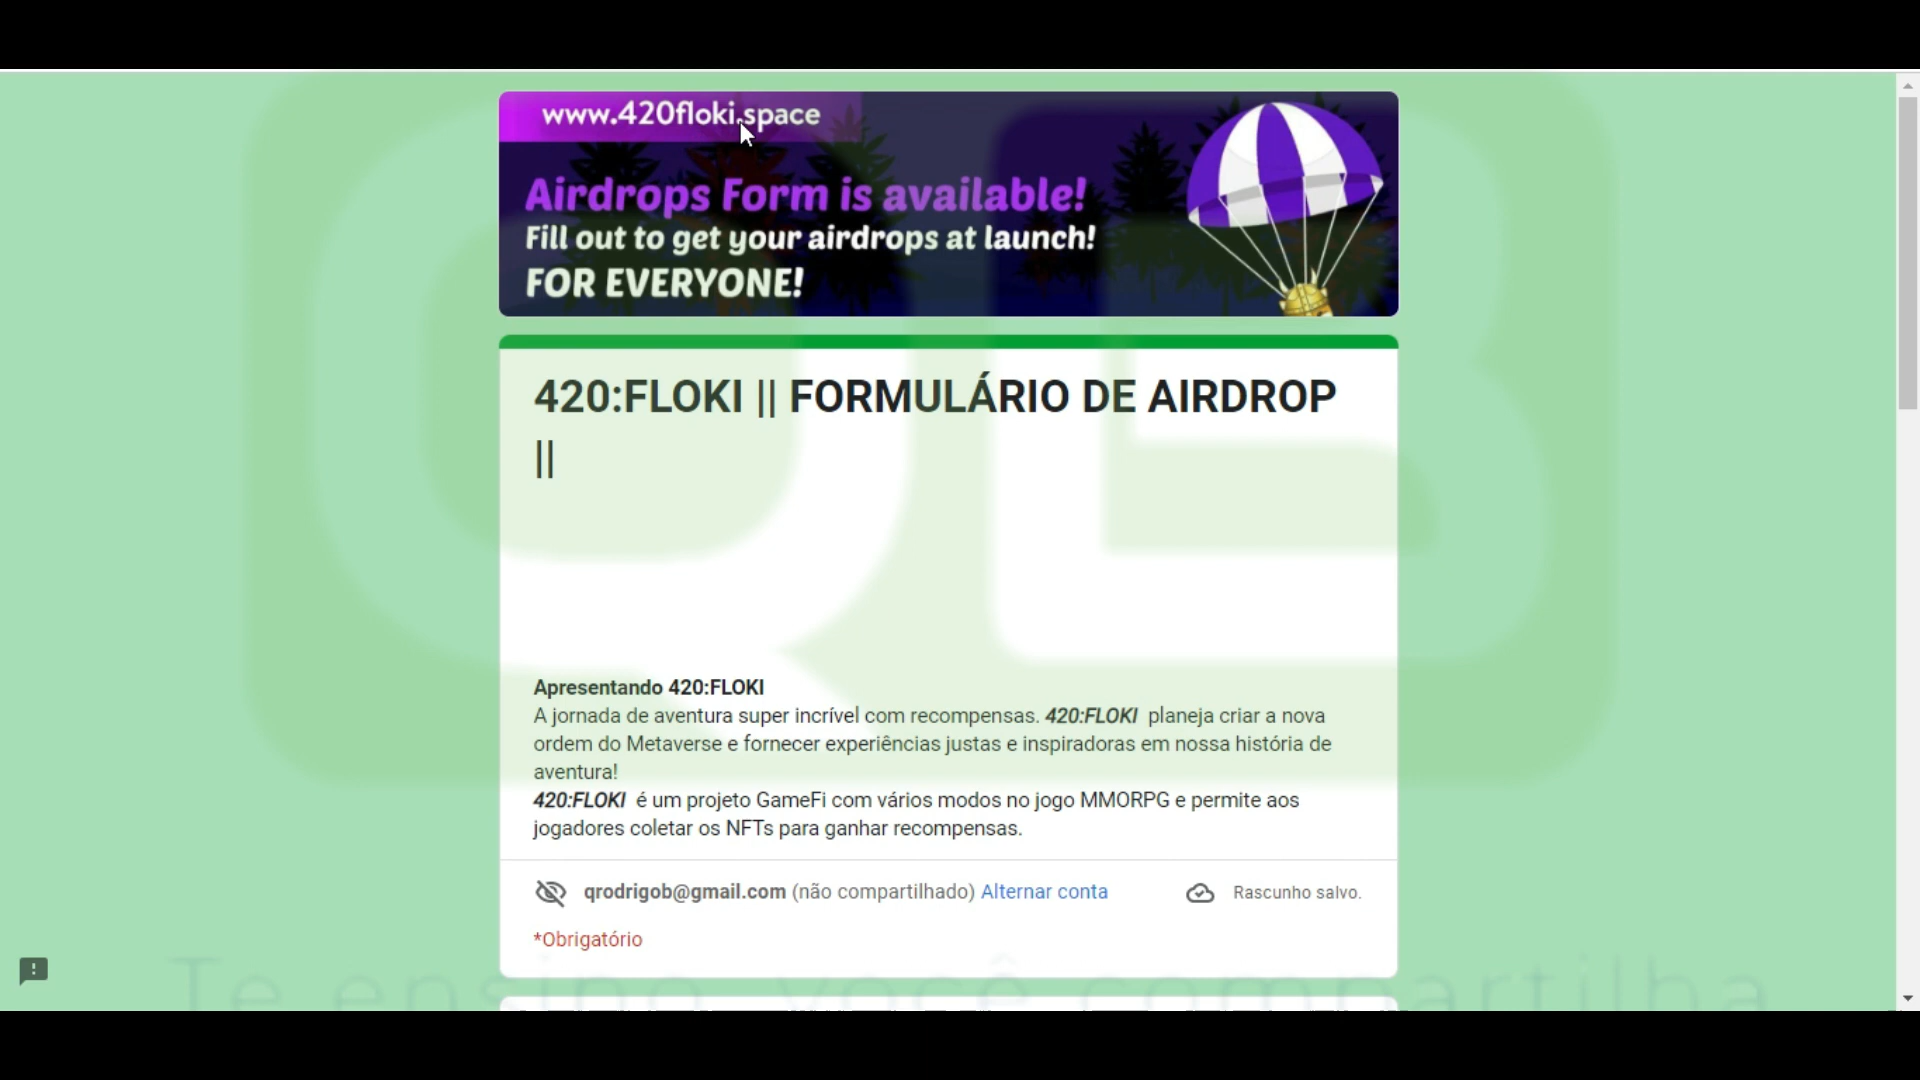 www.420floki.space
Airdrops Form is available!
Fill out to get your airdrops at launch!
FOR EVERYONE!
420:FLOKI || FORMULÁRIO DE AIRDROP
||
Apresentando 420:FLOKI
A jornada de aventura super incrível com recompensas. 420:FLOKI planeja criar a nova
ordem do Metaverse e fornecer experiências justas e inspiradoras em nossa história de
aventura!
420:FLOKI é um projeto GameFi com vários modos no jogo MMORPG e permite aos
jogadores coletar os NFTs para ganhar recompensas.
qrodrigob@gmail.com (não compartilhado) Alternar conta
Rascunho salvo.
*Obrigatório
Te ensino, você compartilha